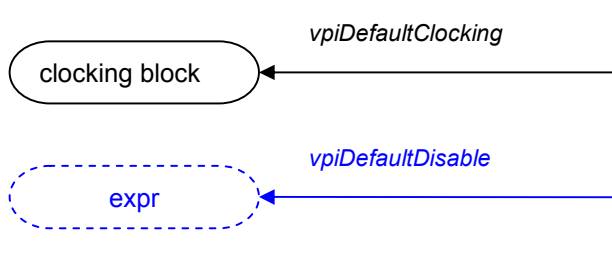 vpiDefaultClocking
clocking block
vpiDefaultDisable
expr